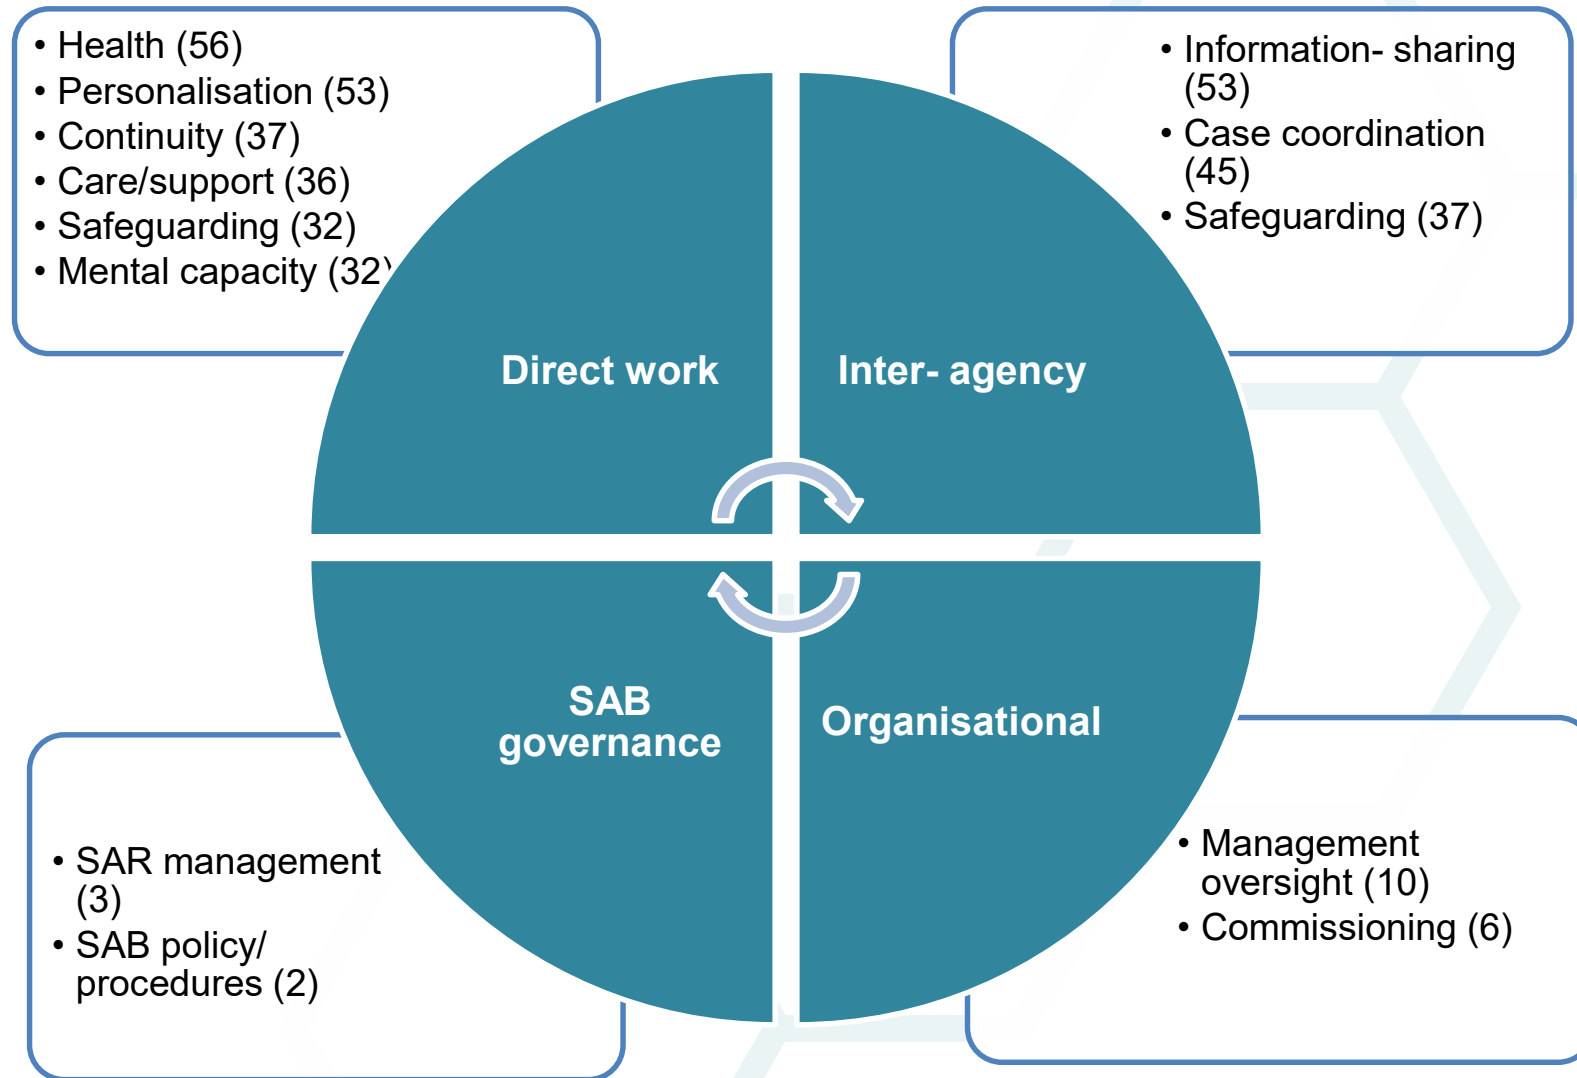 • Health (56)
• Personalisation (53)
• Continuity (37)
• Care/support (36)
• Safeguarding (32)
• Mental capacity (32)
• Information- sharing
(53)
• Case coordination
(45)
• Safeguarding (37)
Direct work
Inter- agency
SAB
governance
Organisational
• SAR management
(3)
• SAB policy/
procedures (2)
• Management
oversight (10)
• Commissioning (6)